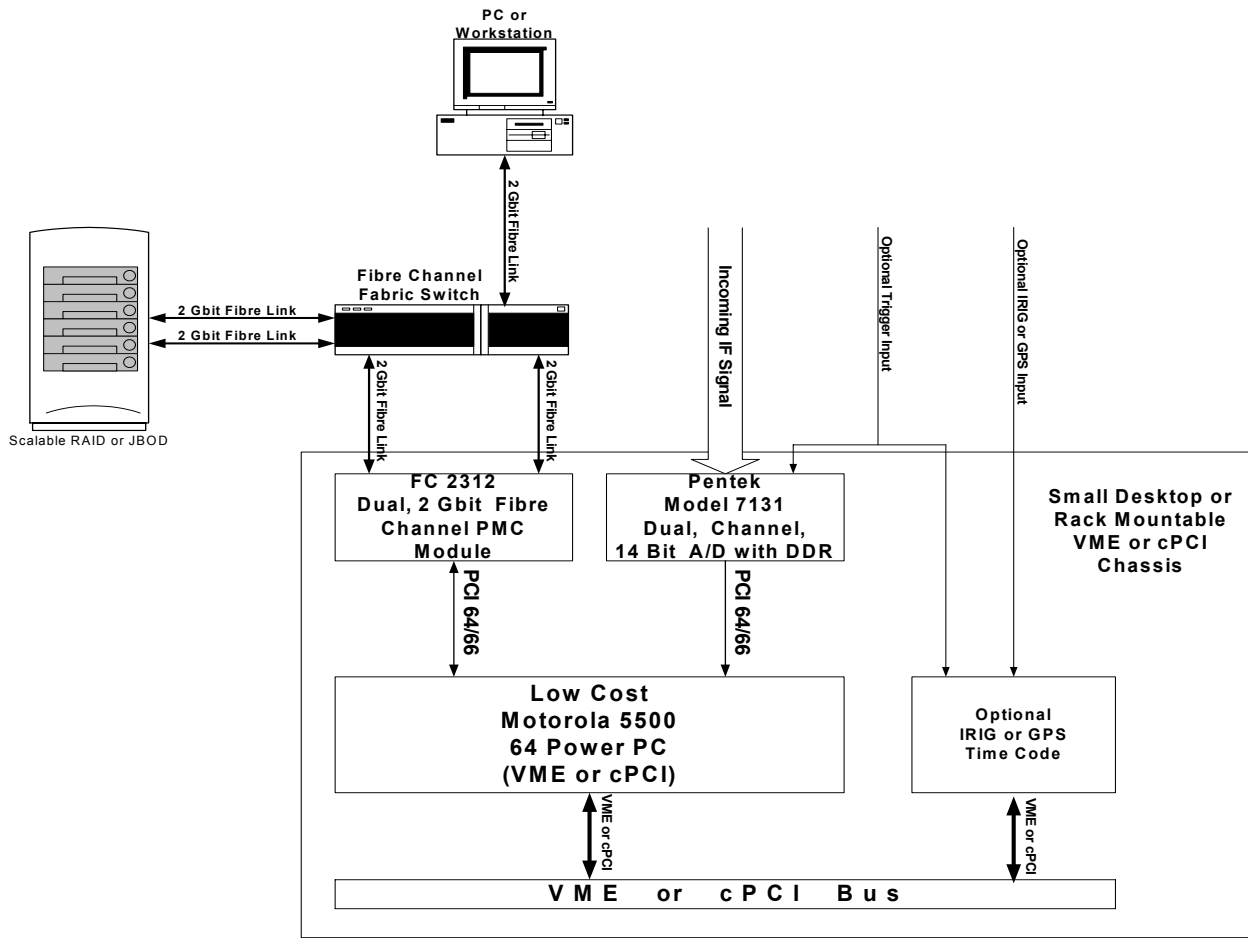 PC or
Workstation
2 Gbit Fibre Link
Fibre Channel
Fabric Switch
2 Gbit Fibre Link
2 Gbit Fibre Link
Scalable RAID or JBOD
2 Gbit Fibre Link
2 Gbit Fibre Link
Incoming IF Signal
Optional Trigger Input
Optional IRIG or GPS Input
FC 2312
Dual, 2 Gbit Fibre
Channel PMC
Module
Pentek
Model 7131
Dual, Channel,
14 Bit A/D with DDR
Small Desktop or
Rack Mountable
VME or cPCI
Chassis
PCI 64/66
PCI 64/66
Low Cost
Motorola 5500
64 Power PC
(VME or cPCI)
Optional
IRIG or GPS
Time Code
VME or cPCI
VME or cPCI
VME or cPCI Bus